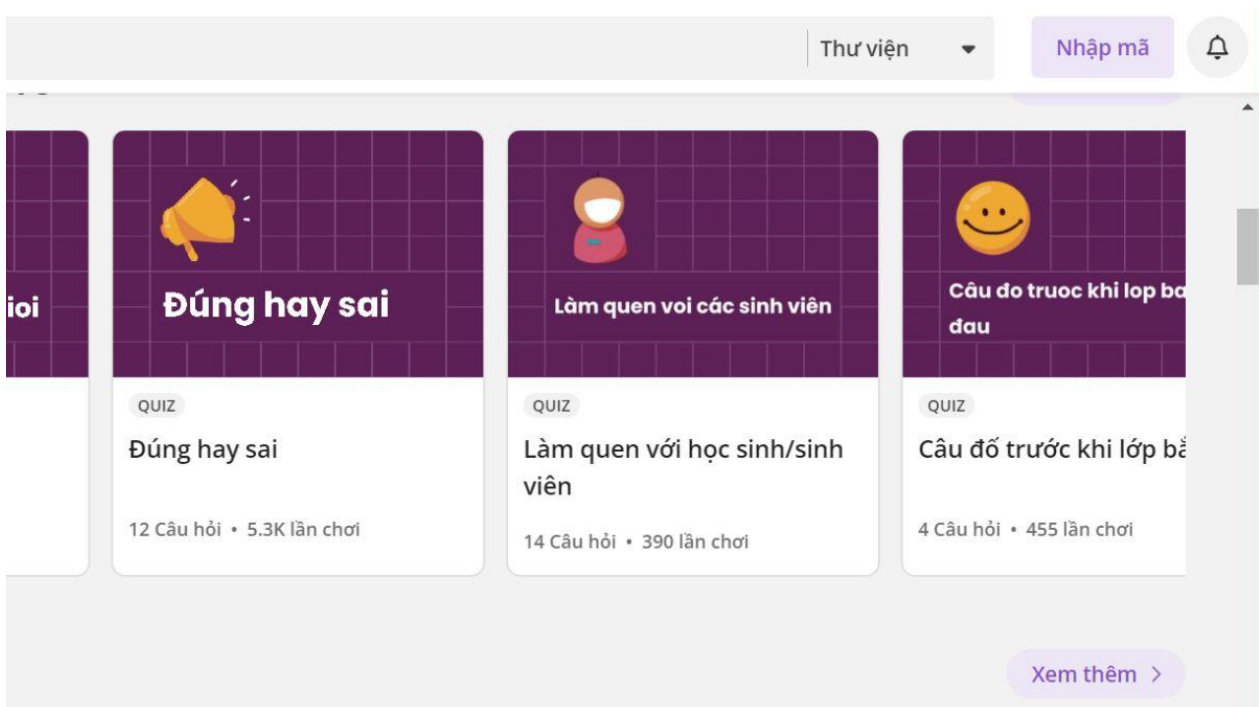 Thư viện
Nhập mã
ioi
Đúng hay sai
QUIZ
Đúng hay sai
12 Câu hỏi • 5.3K lần chơi
Làm quen voi các sinh viên
QUIZ
Làm quen với học sinh/sinh
viên
14 Câu hỏi • 390 lần chơi
Câu do truoc khi lop ba
dau
QUIZ
Câu đố trước khi lớp bắ
4 Câu hỏi • 455 lần chơi
Xem thêm